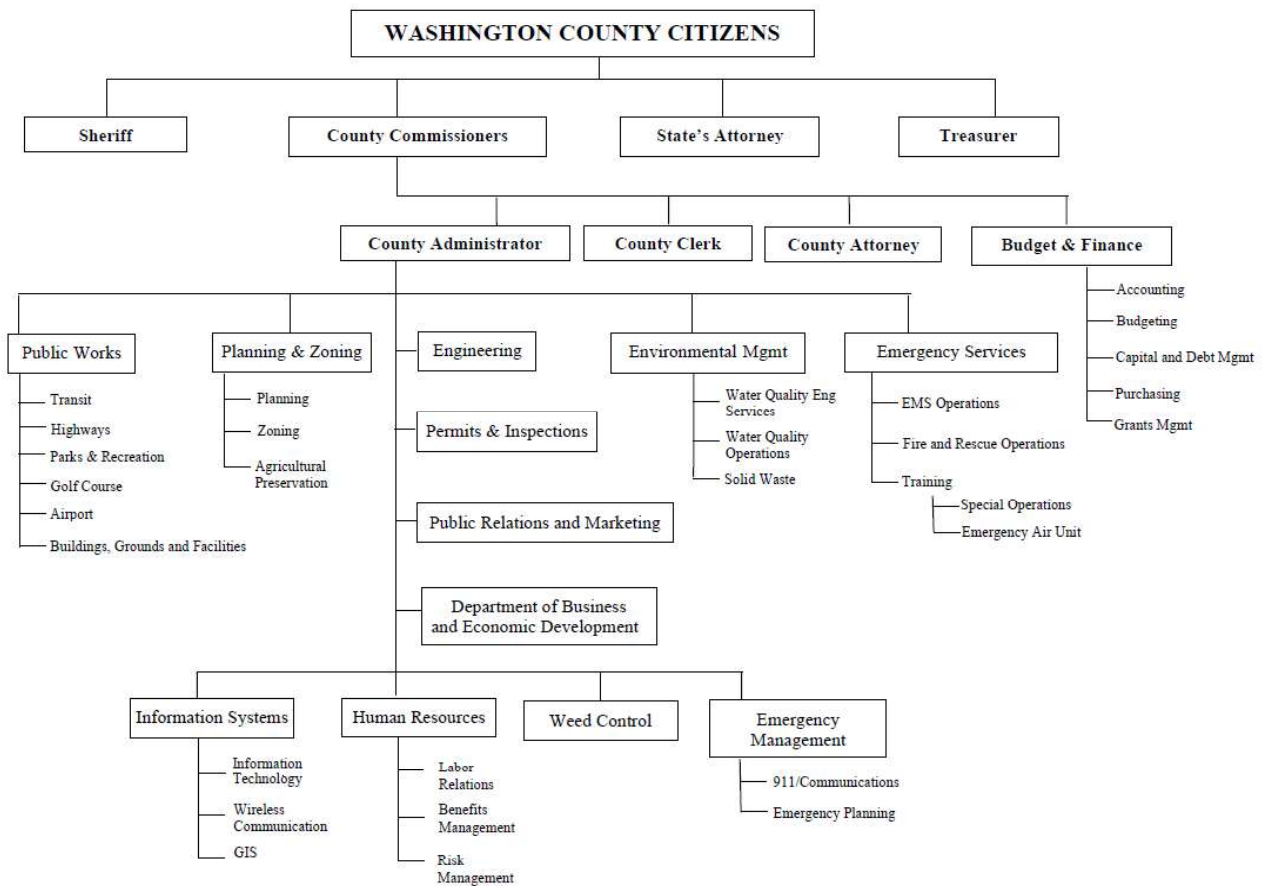 WASHINGTON COUNTY CITIZENS
Sheriff
County Commissioners
State’s Attorney
Treasurer
County Administrator
County Clerk
County Attorney
Budget & Finance
Accounting
Budgeting
Capital and Debt Mgmt
Purchasing
Grants Mgmt
Public Works
Transit
Highways
Parks & Recreation
Golf Course
Airport
Buildings, Grounds and Facilities
Planning & Zoning
Planning
Zoning
Agricultural
Preservation
Engineering
Permits & Inspections
Public Relations and Marketing
Department of Business
and Economic Development
Environmental Mgmt
Water Quality Eng
Services
Water Quality
Operations
Solid Waste
Emergency Services
EMS Operations
Fire and Rescue Operations
Training
Special Operations
Emergency Air Unit
Information Systems
Information
Technology
Wireless
Communication
GIS
Human Resources
Labor
Relations
Benefits
Management
Risk
Management
Weed Control
Emergency
Management
911/Communications
Emergency Planning